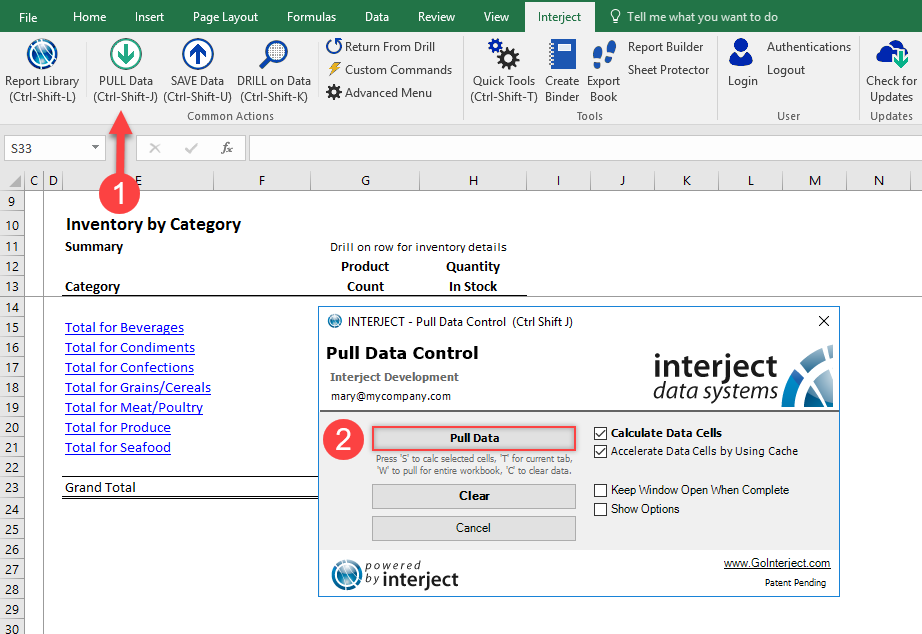 File Home Insert Page Layout Formulas Data Review View Interject Tell me what you want to do
Report Library
(Ctrl-Shift-L)
PULL Data
(Ctrl-Shift-J)
SAVE Data
(Ctrl-Shift-U)
DRILL on Data
(Ctrl-Shift-K)
Return From Drill
Custom Commands
Advanced Menu
Common Actions
Quick Tools
(Ctrl-Shift-T)
Create
Binder
Export
Book
Report Builder
Sheet Protector
Tools
Login
Authentications
Logout
User
Check for
Updates
Updates
S33
fx
1
C D E F G H I J K L M N
9
10 Inventory by Category
11 Summary Drill on row for inventory details
12 Product Quantity
13 Category Count In Stock
14
15 Total for Beverages
16 Total for Condiments
17 Total for Confections
18 Total for Grains/Cereals
19 Total for Meat/Poultry
20 Total for Produce
21 Total for Seafood
22
23 Grand Total
24
25
26
27
28
29
30
INTERJECT - Pull Data Control (Ctrl Shift J)
Pull Data Control
Interject Development
mary@mycompany.com
interject
data systems
2
Pull Data
Press 'S' to calc selected cells, 'T' for current tab,
'W' to pull for entire workbook, 'C' to clear data.
Clear
Cancel
Calculate Data Cells
Accelerate Data Cells by Using Cache
Keep Window Open When Complete
Show Options
powered
by interject
www.GoInterject.com
Patent Pending